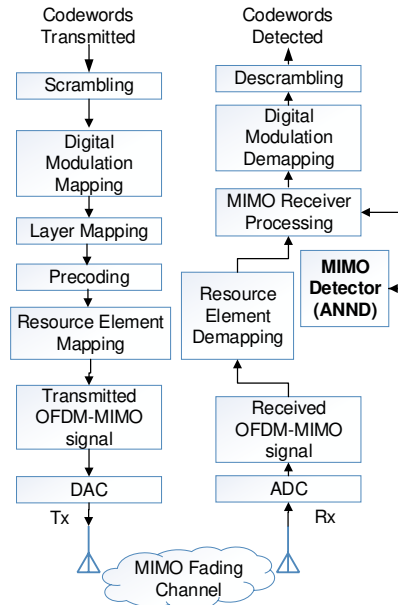 Codewords
Transmitted
Scrambling
Digital
Modulation
Mapping
Layer Mapping
Precoding
Resource Element
Mapping
Transmitted
OFDM-MIMO
signal
DAC
Tx
Codewords
Detected
Descrambling
Digital
Modulation
Demapping
MIMO Receiver
Processing
MIMO
Detector
(ANND)
Resource
Element
Demapping
Received
OFDM-MIMO
signal
ADC
Rx
MIMO Fading
Channel